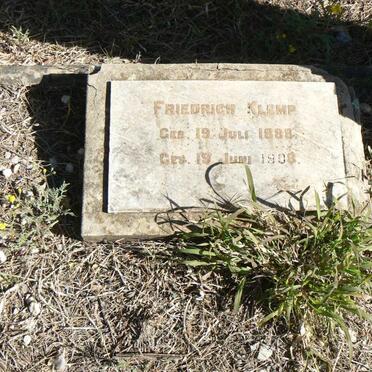 FRIEDRICH KLEMP
GEB. 19 JULI 1888.
GES. 19 JUNI 1908.